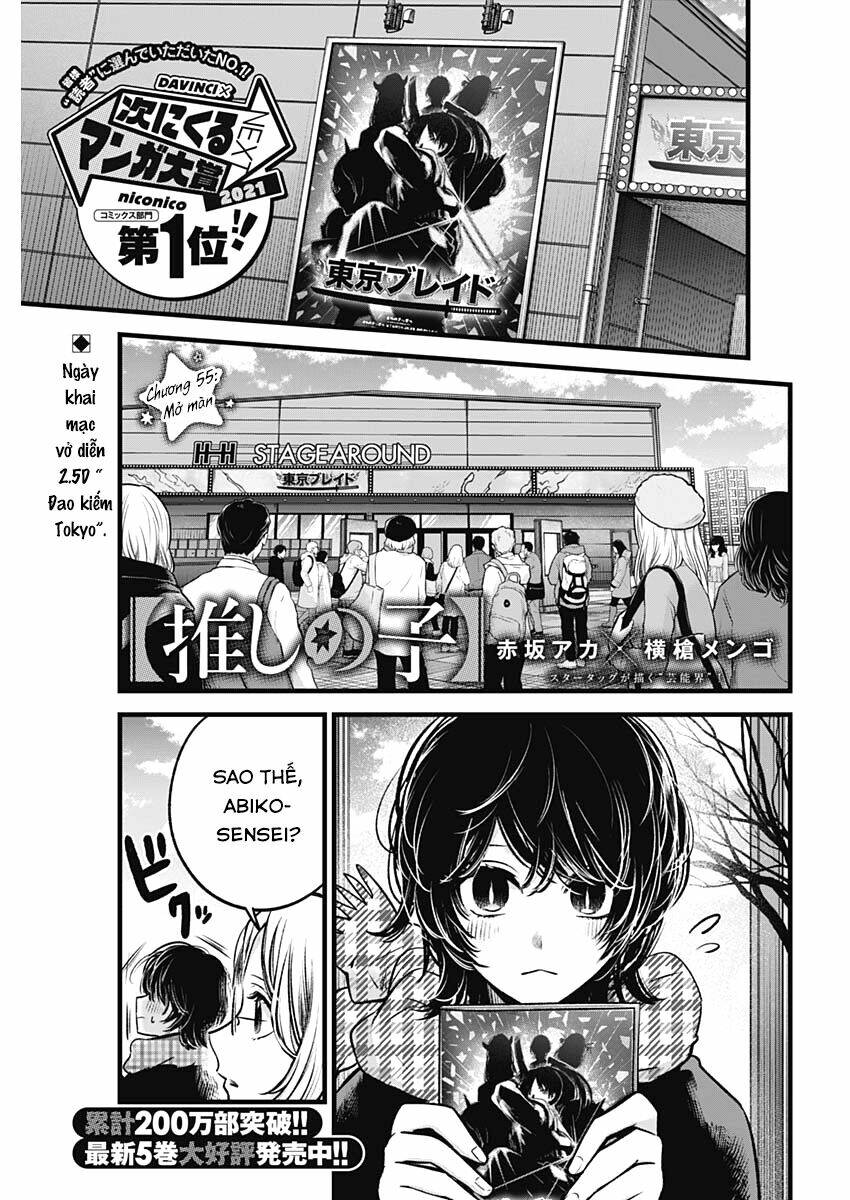 "読者"に選んでいただいたNO.1!
DAVINCI×
次にくる
マンガ大賞
NEXT
2021
niconico
コミックス部門
第1位!!
東京ブレイド
東京
Chương 55:
Mở màn
Ngày
khai
mạc
vở diễn
2.5D "
Đao kiếm
Tokyo".
H-H STAGEAROUND
東京ブレイド
【推しの子】
赤坂アカ×横槍メンゴ
スタータッグが描く"芸能界"!
SAO THẾ,
ABIKO-
SENSEI?
ビクッ
累計200万部突破!!
最新5巻大好評発売中!!